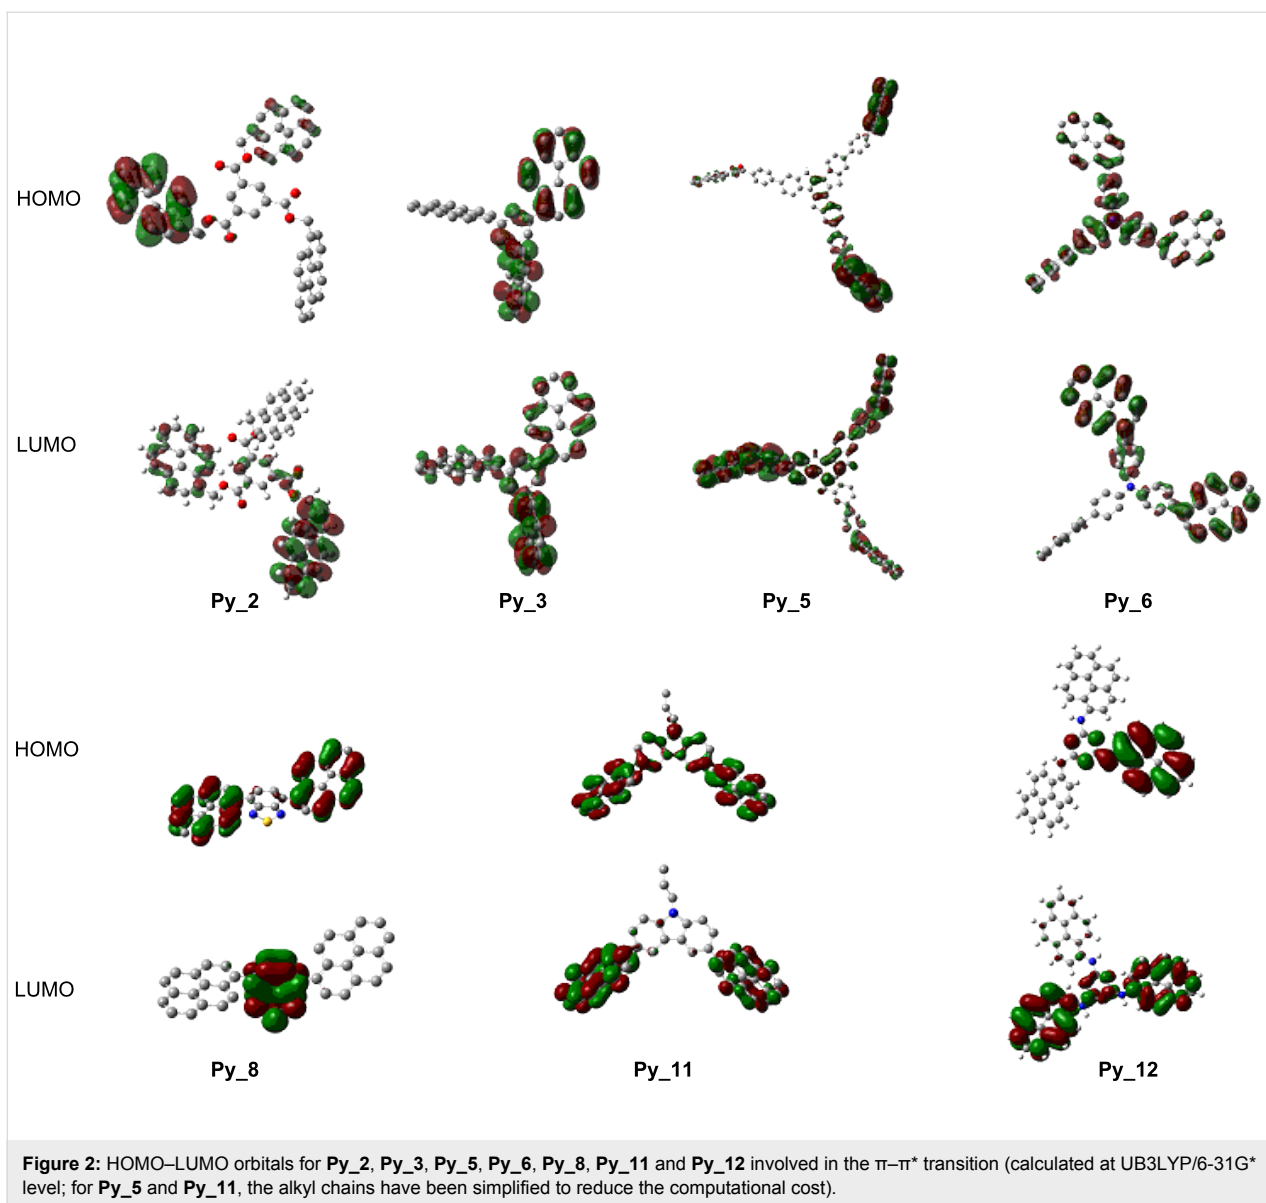 HOMO
LUMO
Py_2 Py_3 Py_5 Py_6
HOMO
LUMO
Py_8 Py_11 Py_12
Figure 2: HOMO–LUMO orbitals for Py_2, Py_3, Py_5, Py_6, Py_8, Py_11 and Py_12 involved in the π–π* transition (calculated at UB3LYP/6-31G*
level; for Py_5 and Py_11, the alkyl chains have been simplified to reduce the computational cost).